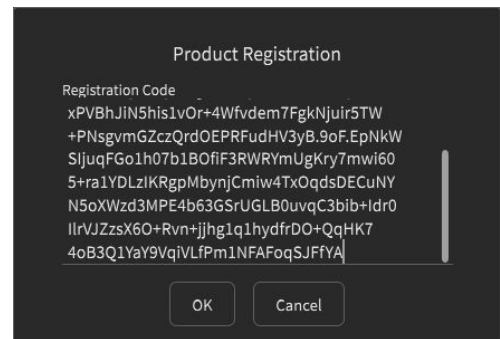 Product Registration
Registration Code
xPVBhJiN5his1vOr+4Wfvdem7FgkNjuir5TW
+PNsgvmGZczQrdOEPRFudHV3yB.9oF.EpNkW
SIjuqFGo1h07b1BOfiF3RWRYmUgKry7mwi60
5+ra1YDLzIKRgpMbynjCmiw4TxOqdsDECuNY
N5oXWzd3MPE4b63GSrUGLB0uvqC3bib+Idr0
IlrVJZzsX6O+Rvn+jjhg1q1hydfrDO+QqHK7
4oB3Q1YaY9VqiVLfPm1NFAFoqSJFfYA
OK
Cancel